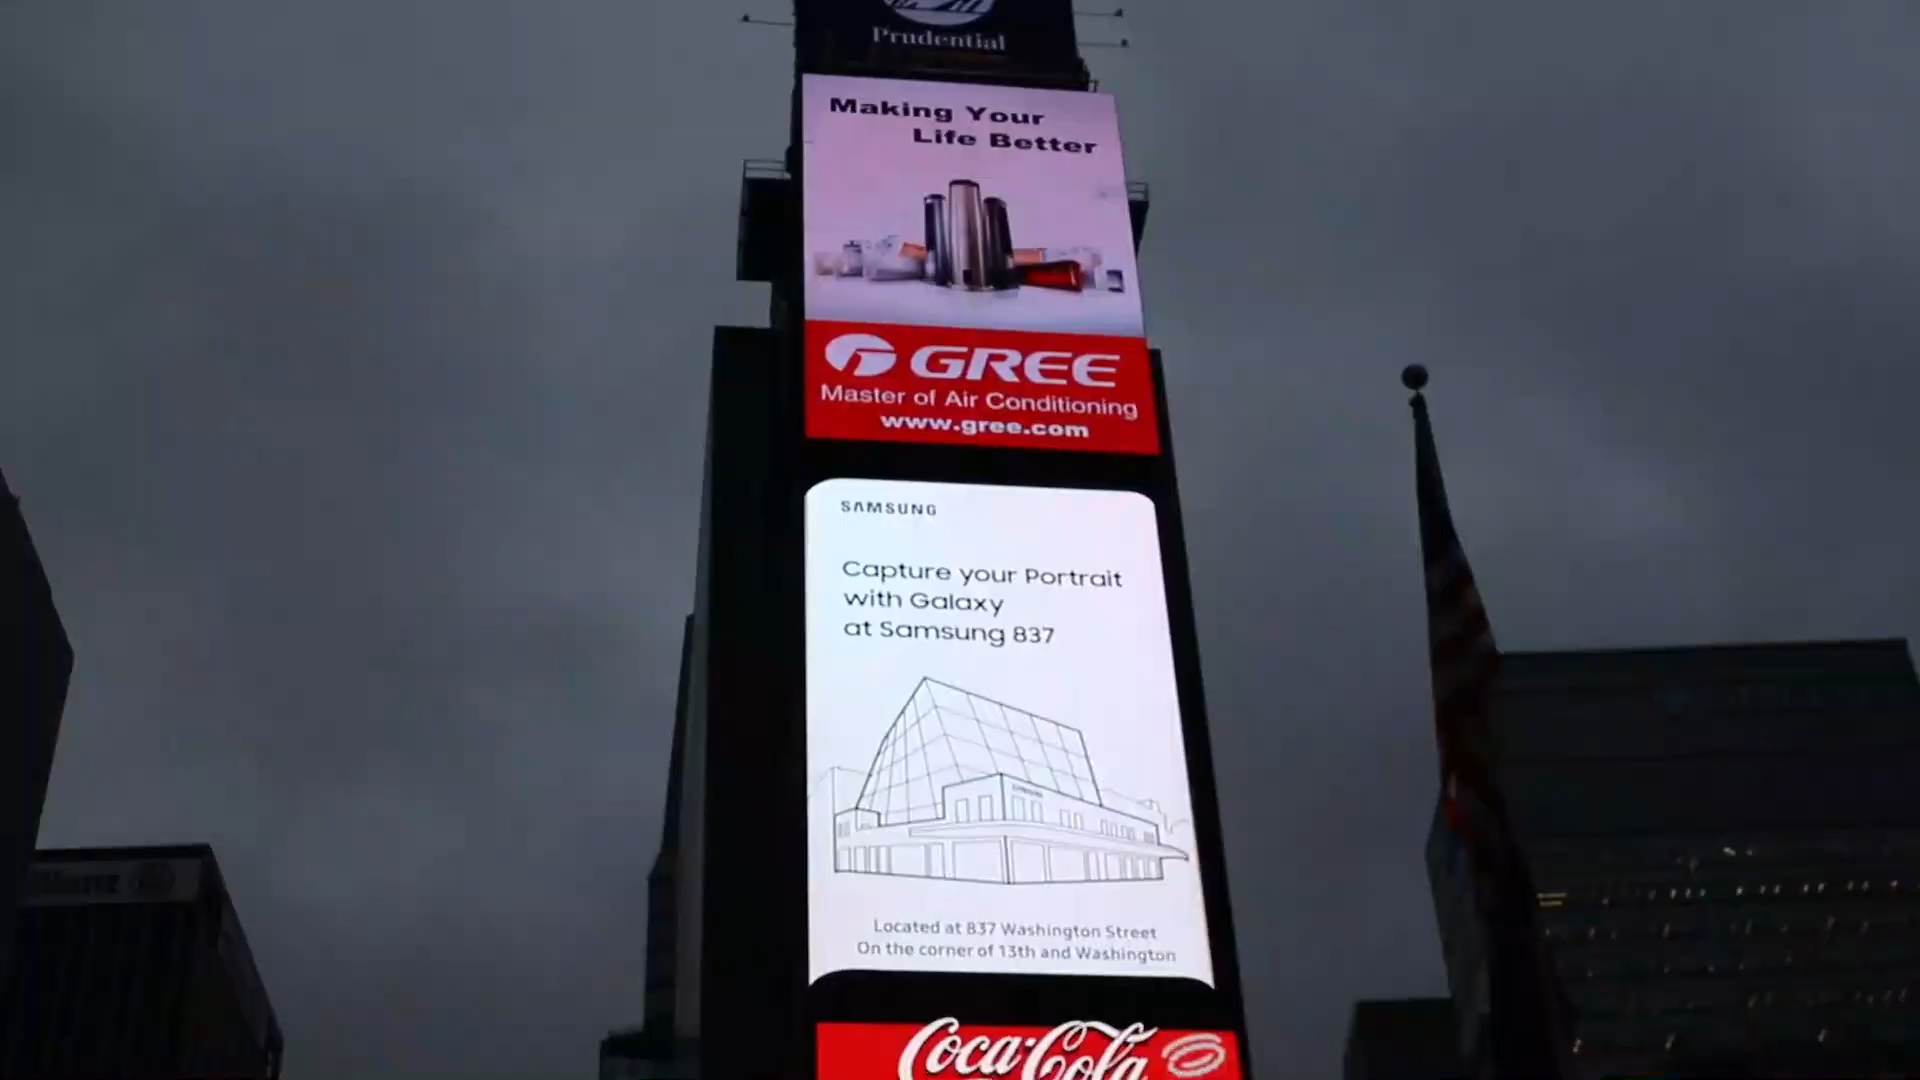 Prudential
Making Your
Life Better
GREE
Master of Air Conditioning
www.gree.com
SAMSUNG
Capture your Portrait
with Galaxy
at Samsung 837
Located at 837 Washington Street
On the corner of 13th and Washington
Coca-Cola